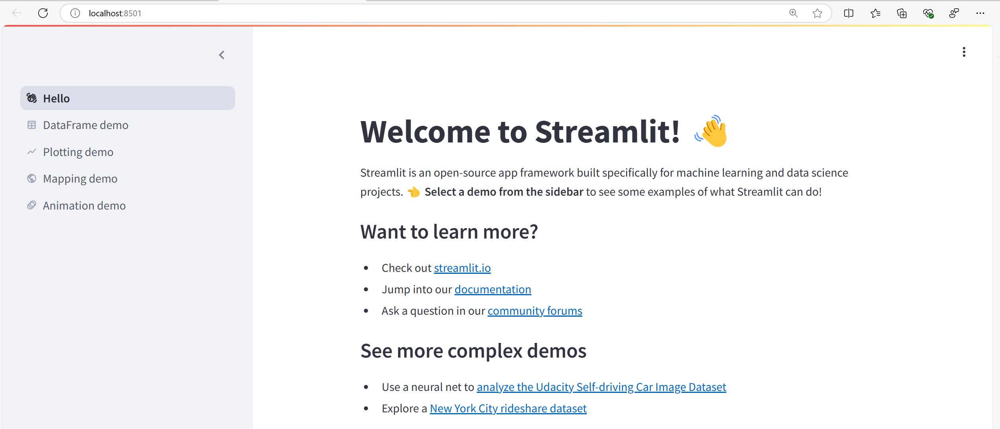 localhost:8501
Hello
DataFrame demo
Plotting demo
Mapping demo
Animation demo
Welcome to Streamlit! 👋
Streamlit is an open-source app framework built specifically for machine learning and data science
projects. 👈 Select a demo from the sidebar to see some examples of what Streamlit can do!
Want to learn more?
• Check out streamlit.io
• Jump into our documentation
• Ask a question in our community forums
See more complex demos
• Use a neural net to analyze the Udacity Self-driving Car Image Dataset
• Explore a New York City rideshare dataset